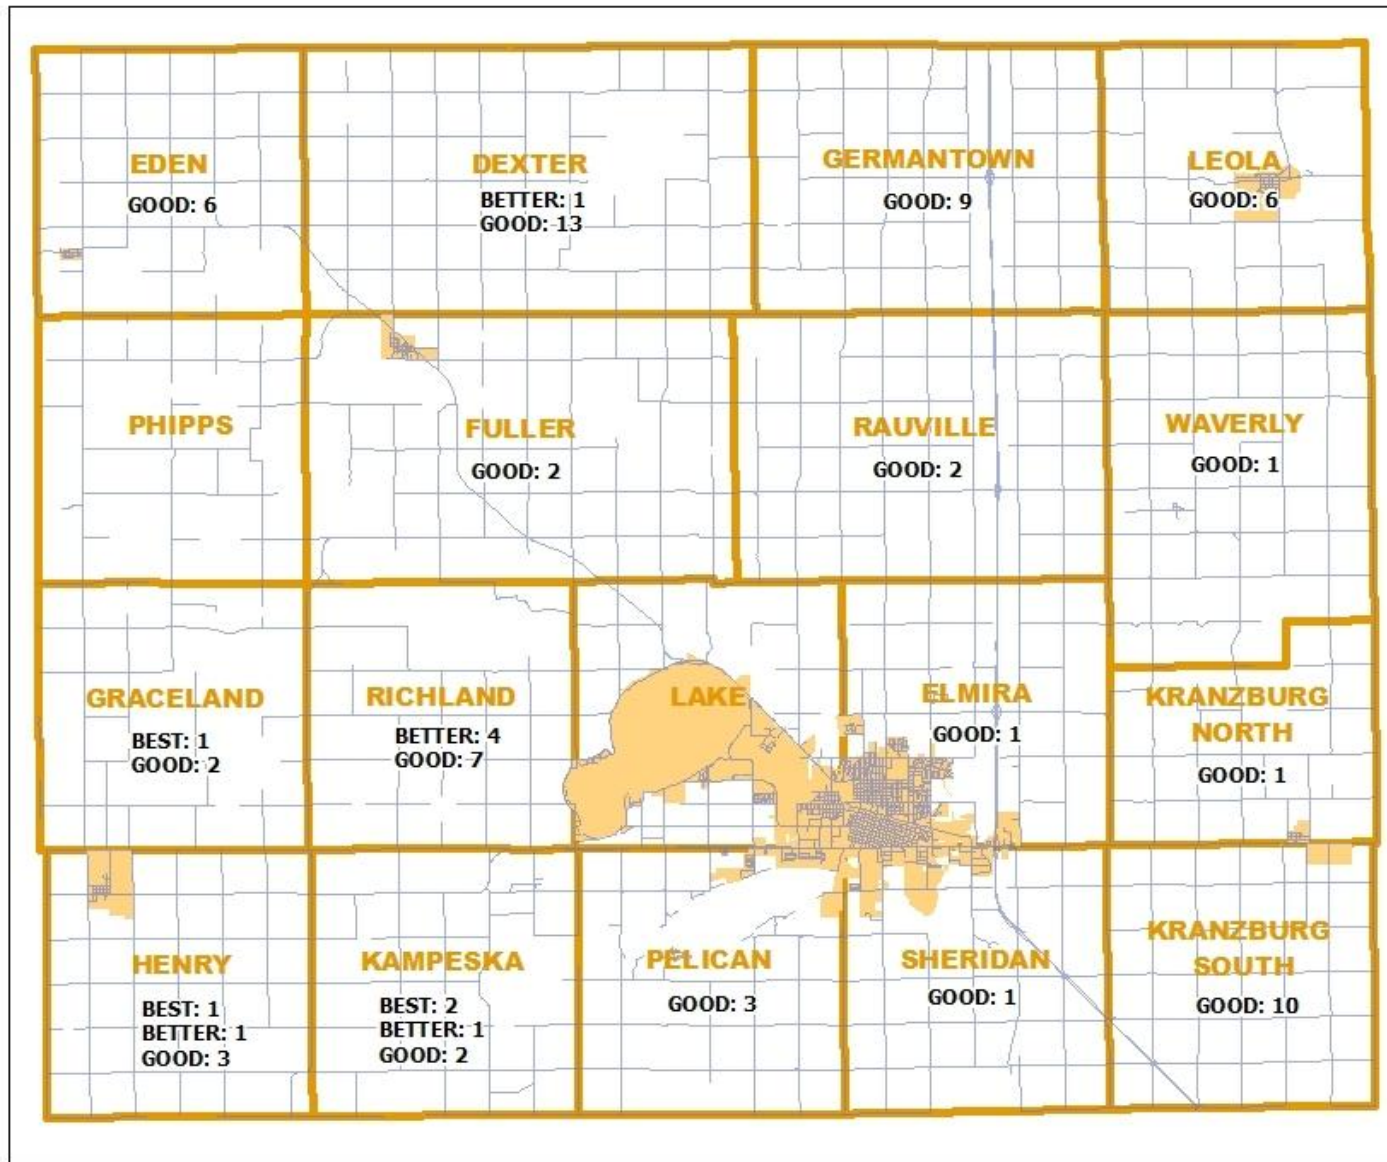 EDEN
GOOD: 6
DEXTER
BETTER: 1
GOOD: 13
GERMANTOWN
GOOD: 9
LEOLA
GOOD: 6
PHIPPS
FULLER
GOOD: 2
RAUVILLE
GOOD: 2
WAVERLY
GOOD: 1
GRACELAND
BEST: 1
GOOD: 2
RICHLAND
BETTER: 4
GOOD: 7
LAKE
ELMIRA
GOOD: 1
KRANZBURG
NORTH
GOOD: 1
HENRY
BEST: 1
BETTER: 1
GOOD: 3
KAMPESKA
BEST: 2
BETTER: 1
GOOD: 2
PELICAN
GOOD: 3
SHERIDAN
GOOD: 1
KRANZBURG
SOUTH
GOOD: 10